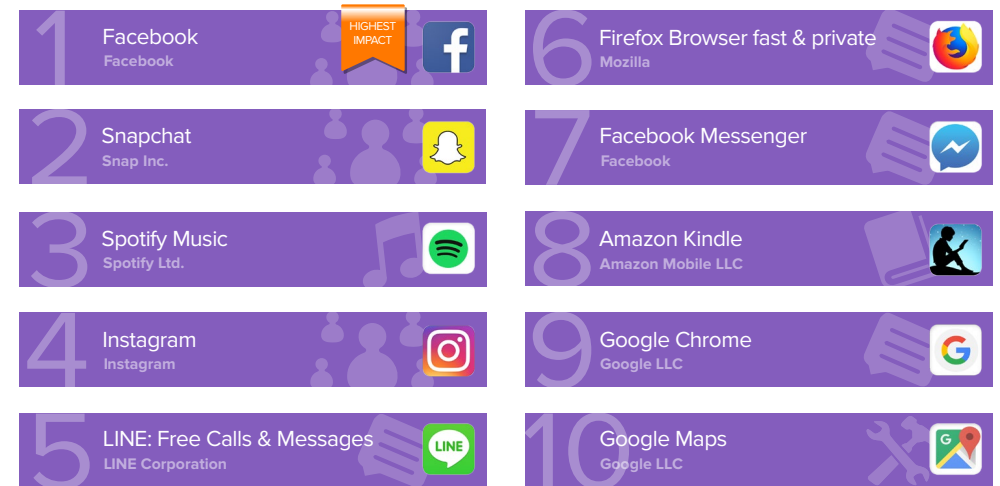 1
Facebook
Facebook
HIGHEST
IMPACT
2
Snapchat
Snap Inc.
3
Spotify Music
Spotify Ltd.
4
Instagram
Instagram
5
LINE: Free Calls & Messages
LINE Corporation
LINE
6
Firefox Browser fast & private
Mozilla
7
Facebook Messenger
Facebook
8
Amazon Kindle
Amazon Mobile LLC
9
Google Chrome
Google LLC
G
10
Google Maps
Google LLC
G